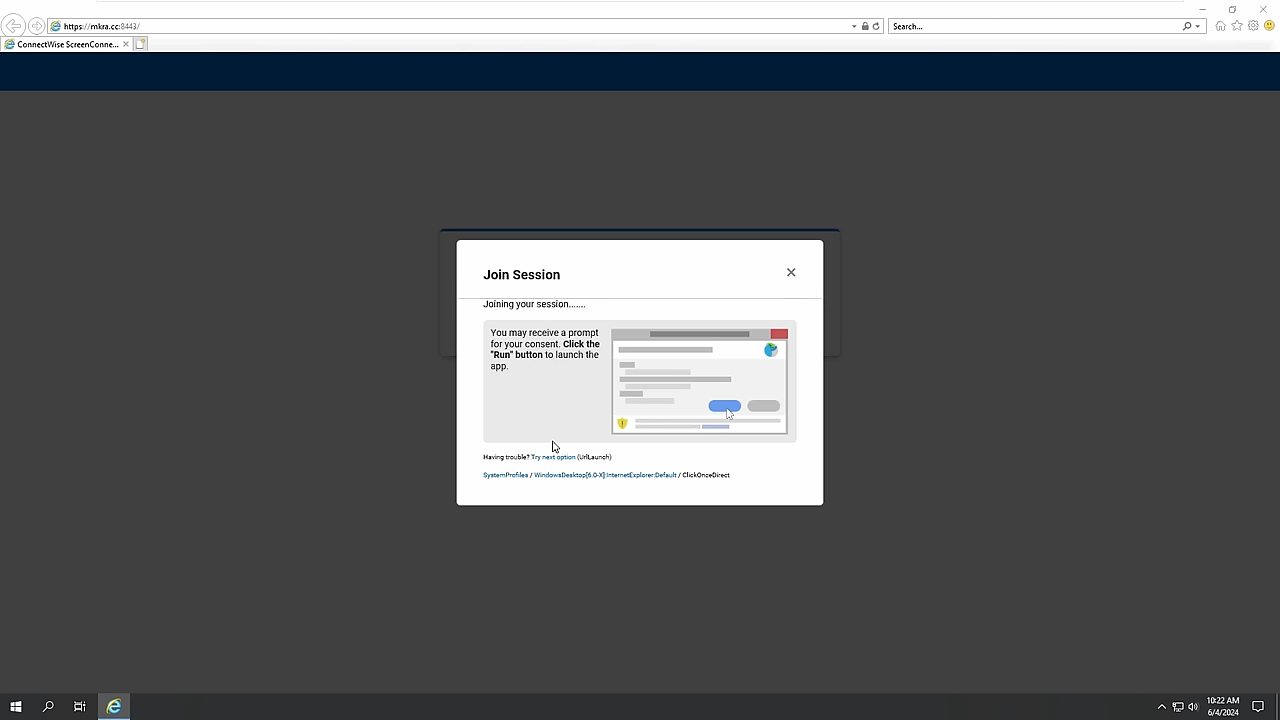 https://mkra.cc:8443/
Search...
ConnectWise ScreenConne...
Join Session
Joining your session.......
You may receive a prompt
for your consent. Click the
"Run" button to launch the
app.
Having trouble? Try next option (UrlLaunch)
SystemProfiles / WindowsDesktop[6.0-X]:InternetExplorer:Default / ClickOnceDirect
10:22 AM
6/4/2024